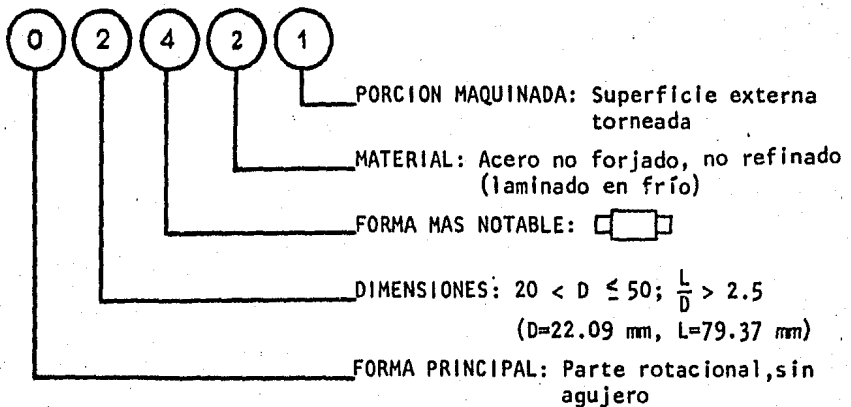 0 2 4 2 1
PORCION MAQUINADA: Superficie externa
torneada
MATERIAL: Acero no forjado, no refinado
(laminado en frío)
FORMA MAS NOTABLE:
DIMENSIONES: 20 < D ≤ 50; L/D > 2.5
(D=22.09 mm, L=79.37 mm)
FORMA PRINCIPAL: Parte rotacional,sin
agujero